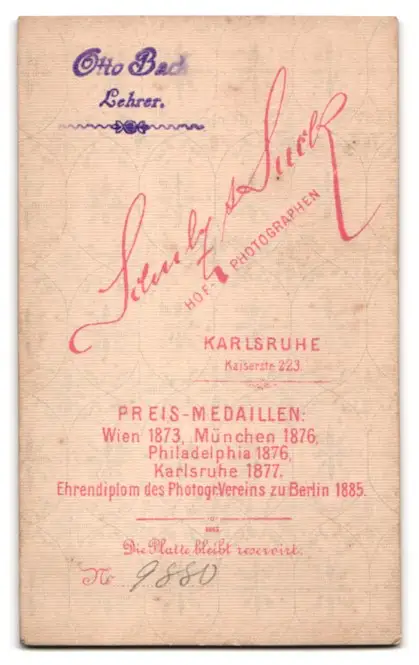 Otto Bach
Lehrer.
Schulz & Suck
HOF-PHOTOGRAPHEN
KARLSRUHE
Kaiserstr. 223.
PREIS-MEDAILLEN:
Wien 1873, München 1876,
Philadelphia 1876,
Karlsruhe 1877.
Ehrendiplom des Photogr. Vereins zu Berlin 1885.
Die Platte bleibt reservirt.
No 9880